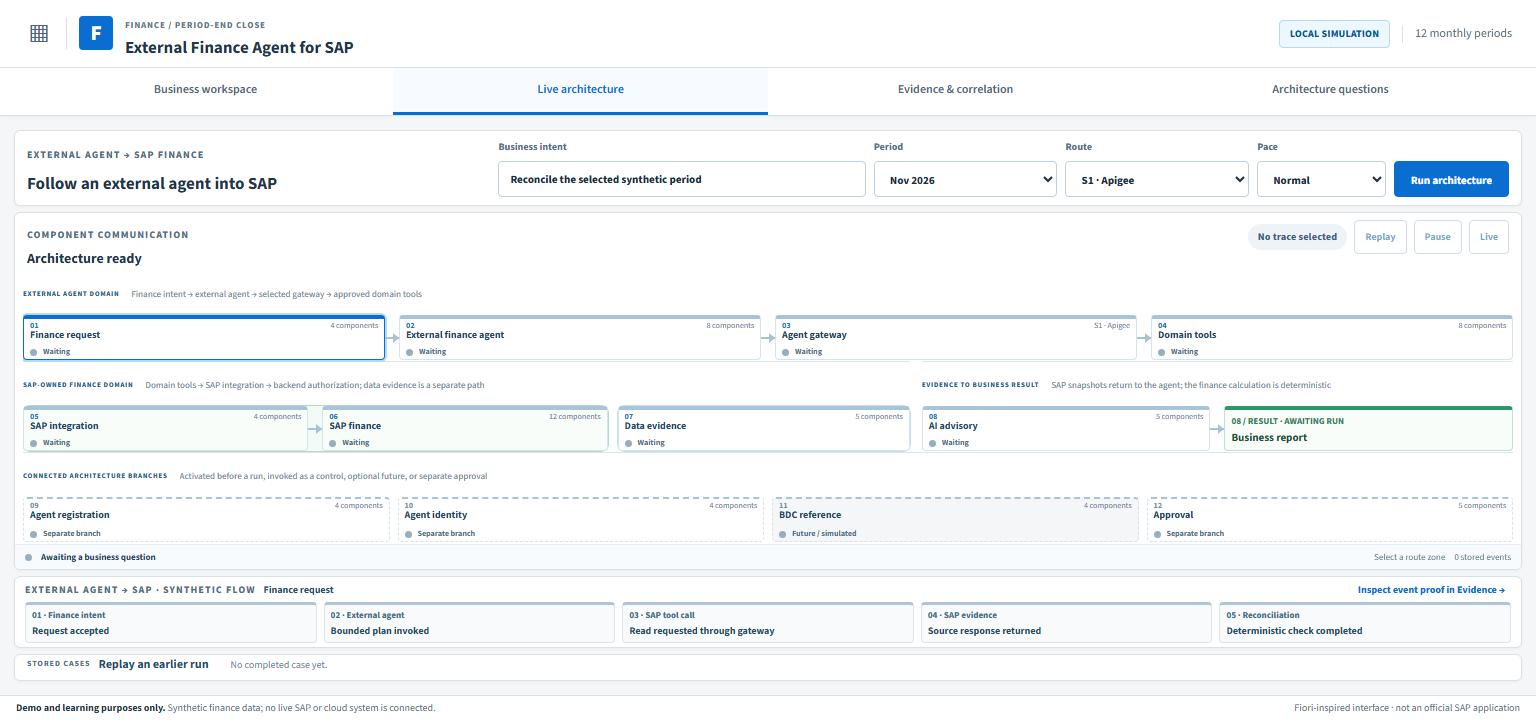 F
FINANCE / PERIOD-END CLOSE
External Finance Agent for SAP
LOCAL SIMULATION
12 monthly periods
Business workspace
Live architecture
Evidence & correlation
Architecture questions
EXTERNAL AGENT → SAP FINANCE
Follow an external agent into SAP
Business intent
Reconcile the selected synthetic period
Period
Nov 2026
Route
S1 · Apigee
Pace
Normal
Run architecture
COMPONENT COMMUNICATION
Architecture ready
No trace selected
Replay
Pause
Live
EXTERNAL AGENT DOMAIN Finance intent → external agent → selected gateway → approved domain tools
01 4 components
Finance request
Waiting
02 8 components
External finance agent
Waiting
03 S1 · Apigee
Agent gateway
Waiting
04 8 components
Domain tools
Waiting
SAP-OWNED FINANCE DOMAIN Domain tools → SAP integration → backend authorization; data evidence is a separate path
05 4 components
SAP integration
Waiting
06 12 components
SAP finance
Waiting
07 5 components
Data evidence
Waiting
EVIDENCE TO BUSINESS RESULT SAP snapshots return to the agent; the finance calculation is deterministic
08 5 components
AI advisory
Waiting
08 / RESULT · AWAITING RUN
Business report
CONNECTED ARCHITECTURE BRANCHES Activated before a run, invoked as a control, optional future, or separate approval
09 4 components
Agent registration
Separate branch
10 4 components
Agent identity
Separate branch
11 4 components
BDC reference
Future / simulated
12 5 components
Approval
Separate branch
Awaiting a business question
Select a route zone 0 stored events
EXTERNAL AGENT → SAP · SYNTHETIC FLOW Finance request
Inspect event proof in Evidence →
01 · Finance intent
Request accepted
02 · External agent
Bounded plan invoked
03 · SAP tool call
Read requested through gateway
04 · SAP evidence
Source response returned
05 · Reconciliation
Deterministic check completed
STORED CASES Replay an earlier run No completed case yet.
Demo and learning purposes only. Synthetic finance data; no live SAP or cloud system is connected.
Fiori-inspired interface · not an official SAP application